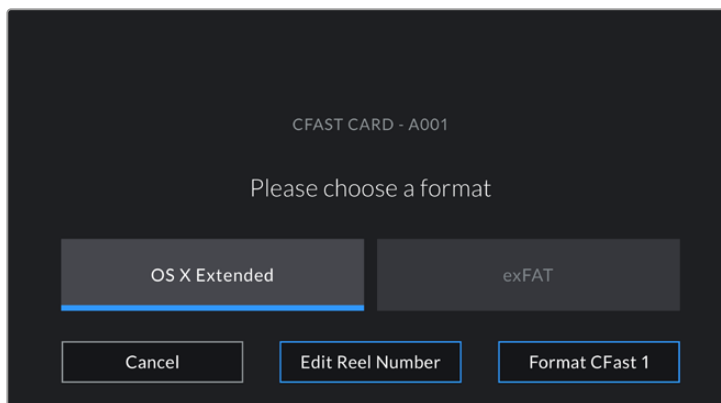 CFAST CARD - A001
Please choose a format
OS X Extended
exFAT
Cancel
Edit Reel Number
Format CFast 1